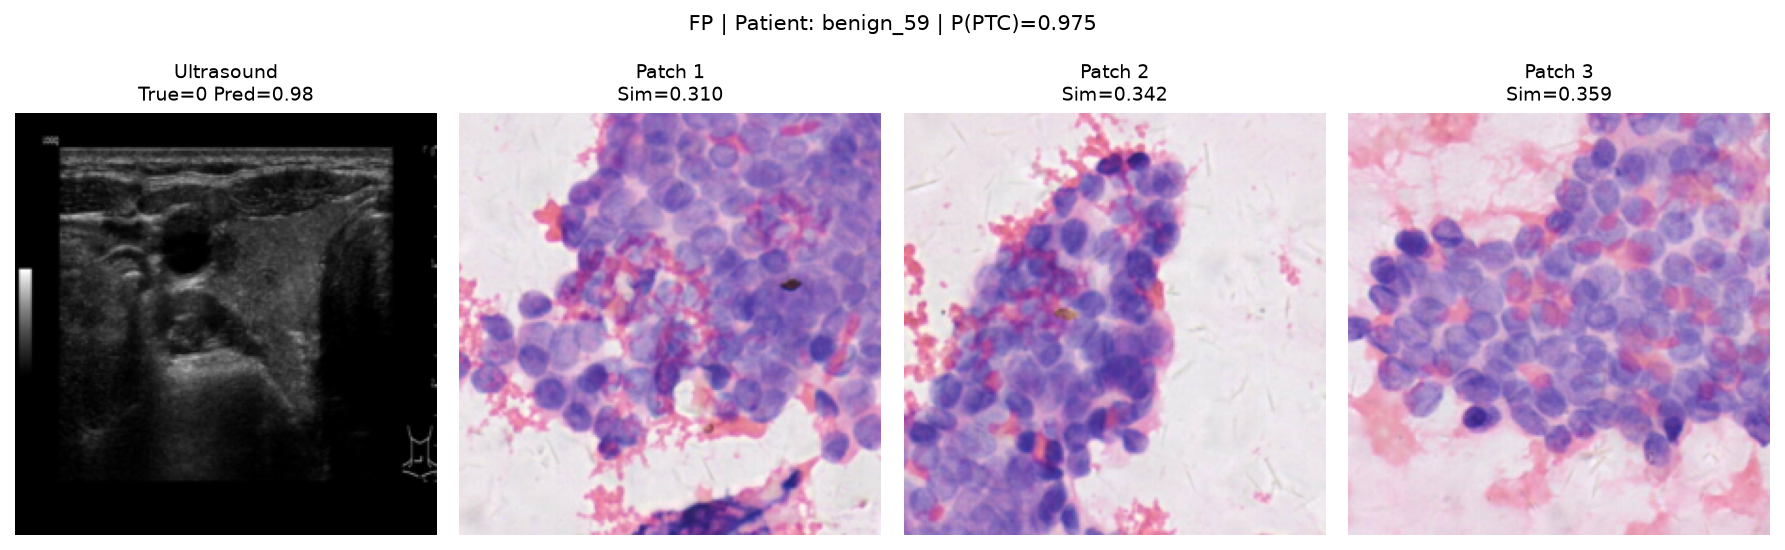 FP | Patient: benign_59 | P(PTC)=0.975
Ultrasound
True=0 Pred=0.98
Patch 1
Sim=0.310
Patch 2
Sim=0.342
Patch 3
Sim=0.359